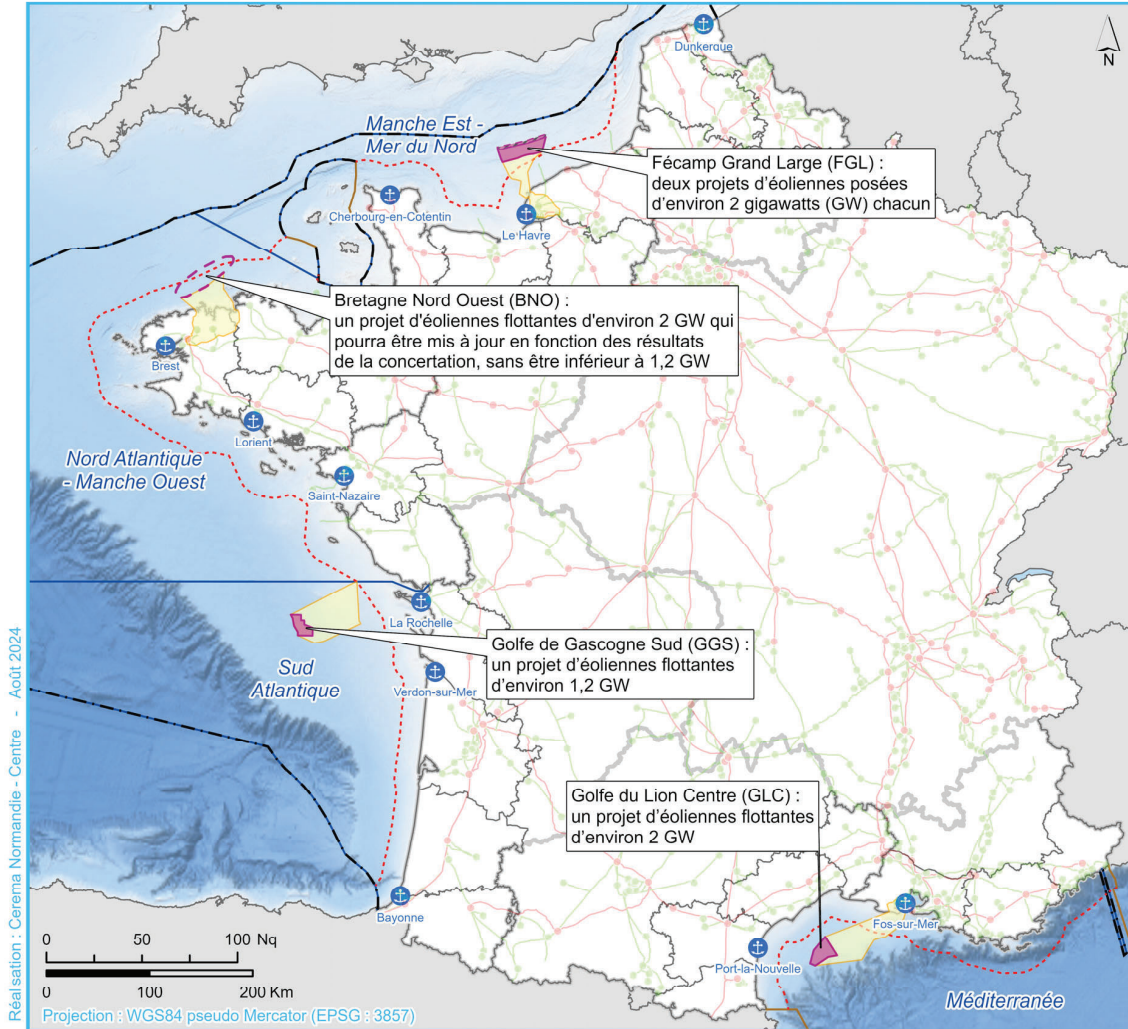 N
Dunkerque
Manche Est -
Mer du Nord
Fécamp Grand Large (FGL) :
deux projets d'éoliennes posées
d'environ 2 gigawatts (GW) chacun
Cherbourg-en-Cotentin
Le Havre
Bretagne Nord Ouest (BNO) :
un projet d'éoliennes flottantes d'environ 2 GW qui
pourra être mis à jour en fonction des résultats
de la concertation, sans être inférieur à 1,2 GW
Brest
Lorient
Nord Atlantique
- Manche Ouest
Saint-Nazaire
La Rochelle
Golfe de Gascogne Sud (GGS) :
un projet d'éoliennes flottantes
d'environ 1,2 GW
Sud
Atlantique
Verdon-sur-Mer
Golfe du Lion Centre (GLC) :
un projet d'éoliennes flottantes
d'environ 2 GW
Bayonne
Fos-sur-Mer
Port-la-Nouvelle
Méditerranée
0 50 100 Nq
0 100 200 Km
Projection : WGS84 pseudo Mercator (EPSG : 3857)
Réalisation : Cerema Normandie - Centre - Août 2024